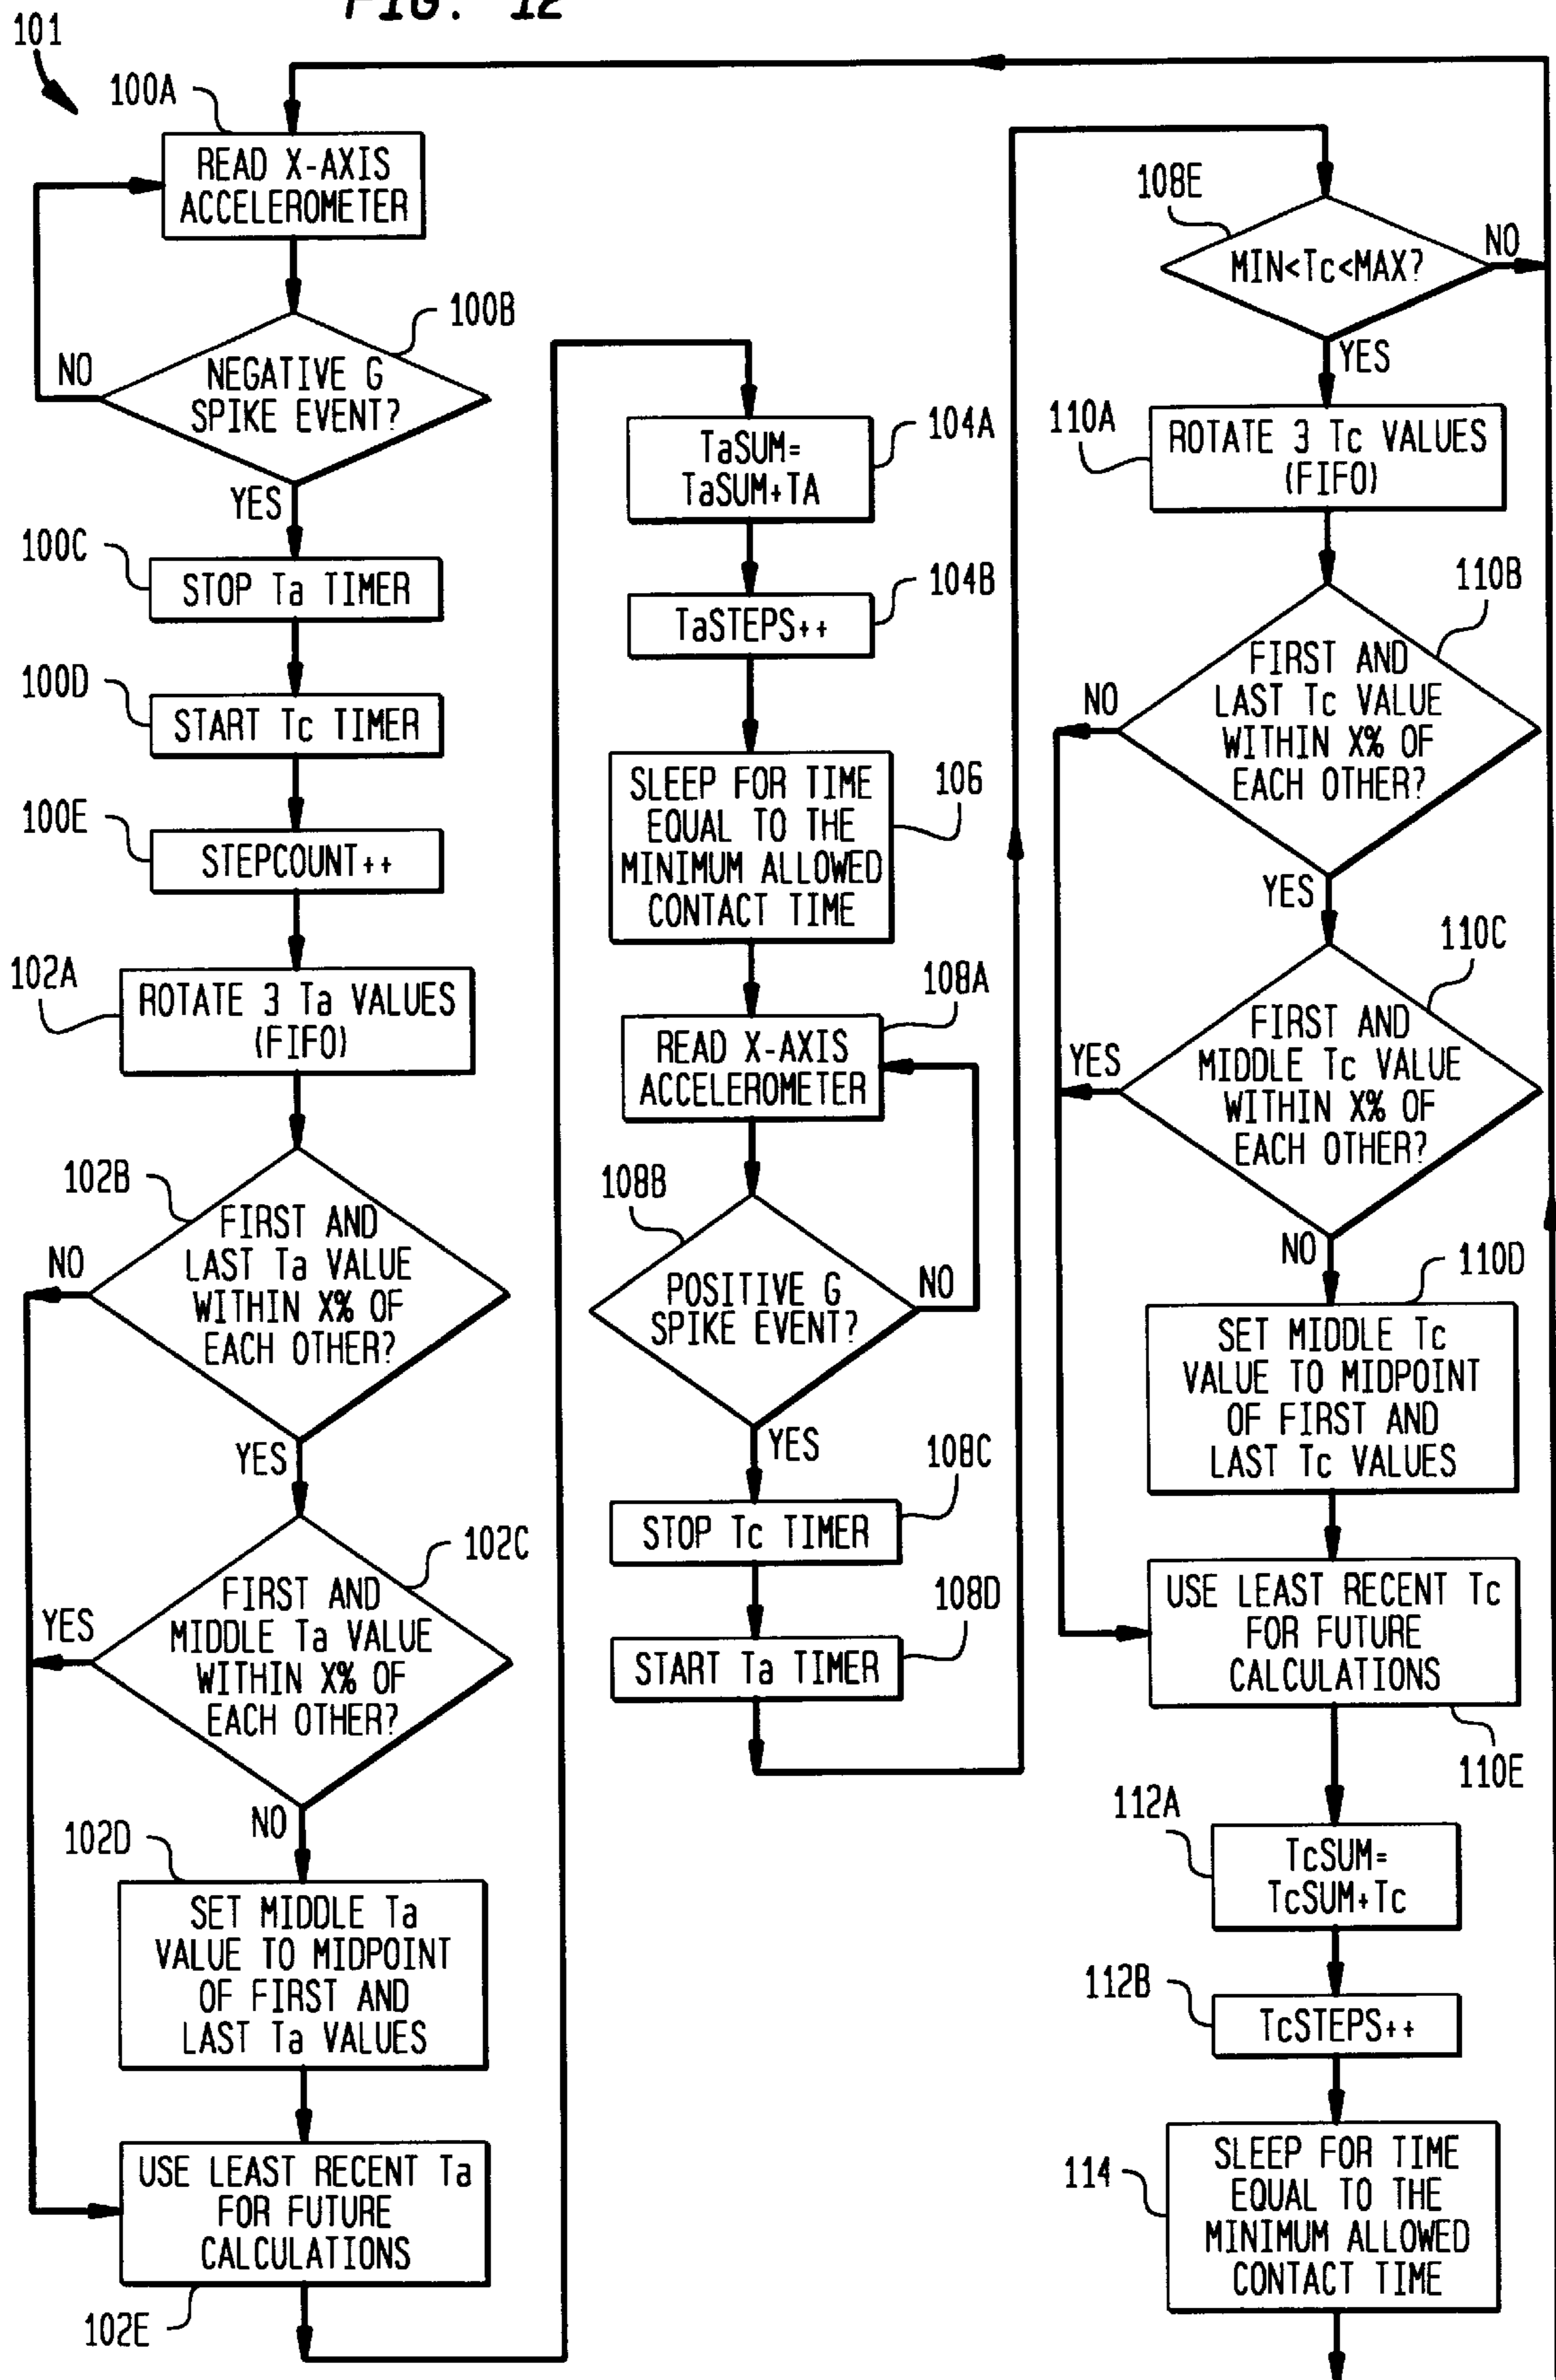 FIG. 12
101
100A
READ X-AXIS
ACCELEROMETER
100B
NEGATIVE G
SPIKE EVENT?
NO
YES
100C
STOP Ta TIMER
100D
START Tc TIMER
100E
STEPCOUNT++
102A
ROTATE 3 Ta VALUES
(FIFO)
102B
FIRST AND
LAST Ta VALUE
WITHIN X% OF
EACH OTHER?
NO
YES
102C
FIRST AND
MIDDLE Ta VALUE
WITHIN X% OF
EACH OTHER?
YES
NO
102D
SET MIDDLE Ta
VALUE TO MIDPOINT
OF FIRST AND
LAST Ta VALUES
USE LEAST RECENT Ta
FOR FUTURE
CALCULATIONS
102E
104A
TaSUM=
TaSUM+TA
104B
TaSTEPS++
106
SLEEP FOR TIME
EQUAL TO THE
MINIMUM ALLOWED
CONTACT TIME
108A
READ X-AXIS
ACCELEROMETER
108B
POSITIVE G
SPIKE EVENT?
NO
YES
108C
STOP Tc TIMER
108D
START Ta TIMER
108E
MIN<Tc<MAX?
NO
YES
110A
ROTATE 3 Tc VALUES
(FIFO)
110B
FIRST AND
LAST Tc VALUE
WITHIN X% OF
EACH OTHER?
NO
YES
110C
FIRST AND
MIDDLE Tc VALUE
WITHIN X% OF
EACH OTHER?
YES
NO
110D
SET MIDDLE Tc
VALUE TO MIDPOINT
OF FIRST AND
LAST Tc VALUES
USE LEAST RECENT Tc
FOR FUTURE
CALCULATIONS
110E
112A
TcSUM=
TcSUM+Tc
112B
TcSTEPS++
114
SLEEP FOR TIME
EQUAL TO THE
MINIMUM ALLOWED
CONTACT TIME